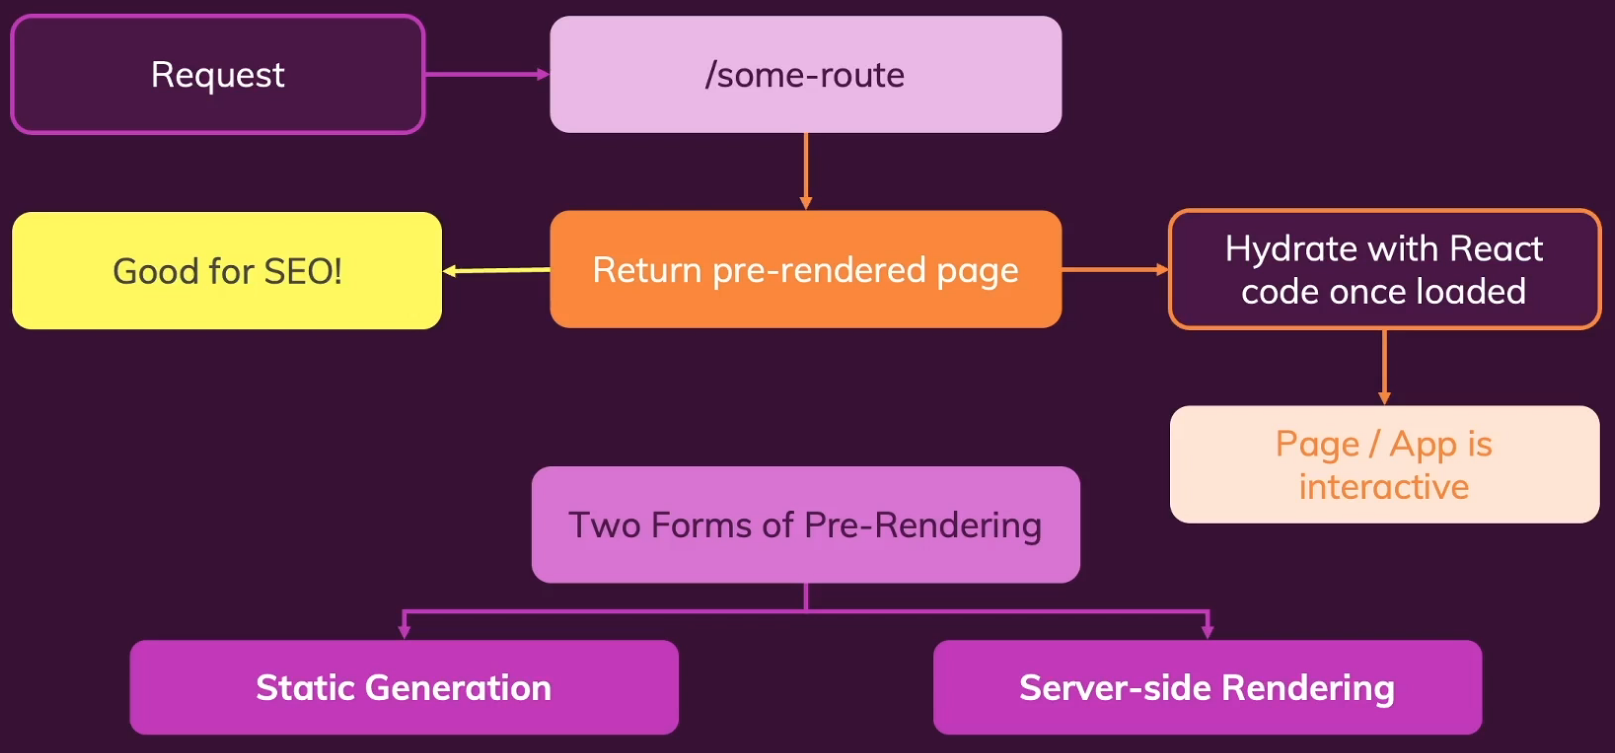 Request
/some-route
Good for SEO!
Return pre-rendered page
Hydrate with React
code once loaded
Page / App is
interactive
Two Forms of Pre-Rendering
Static Generation
Server-side Rendering